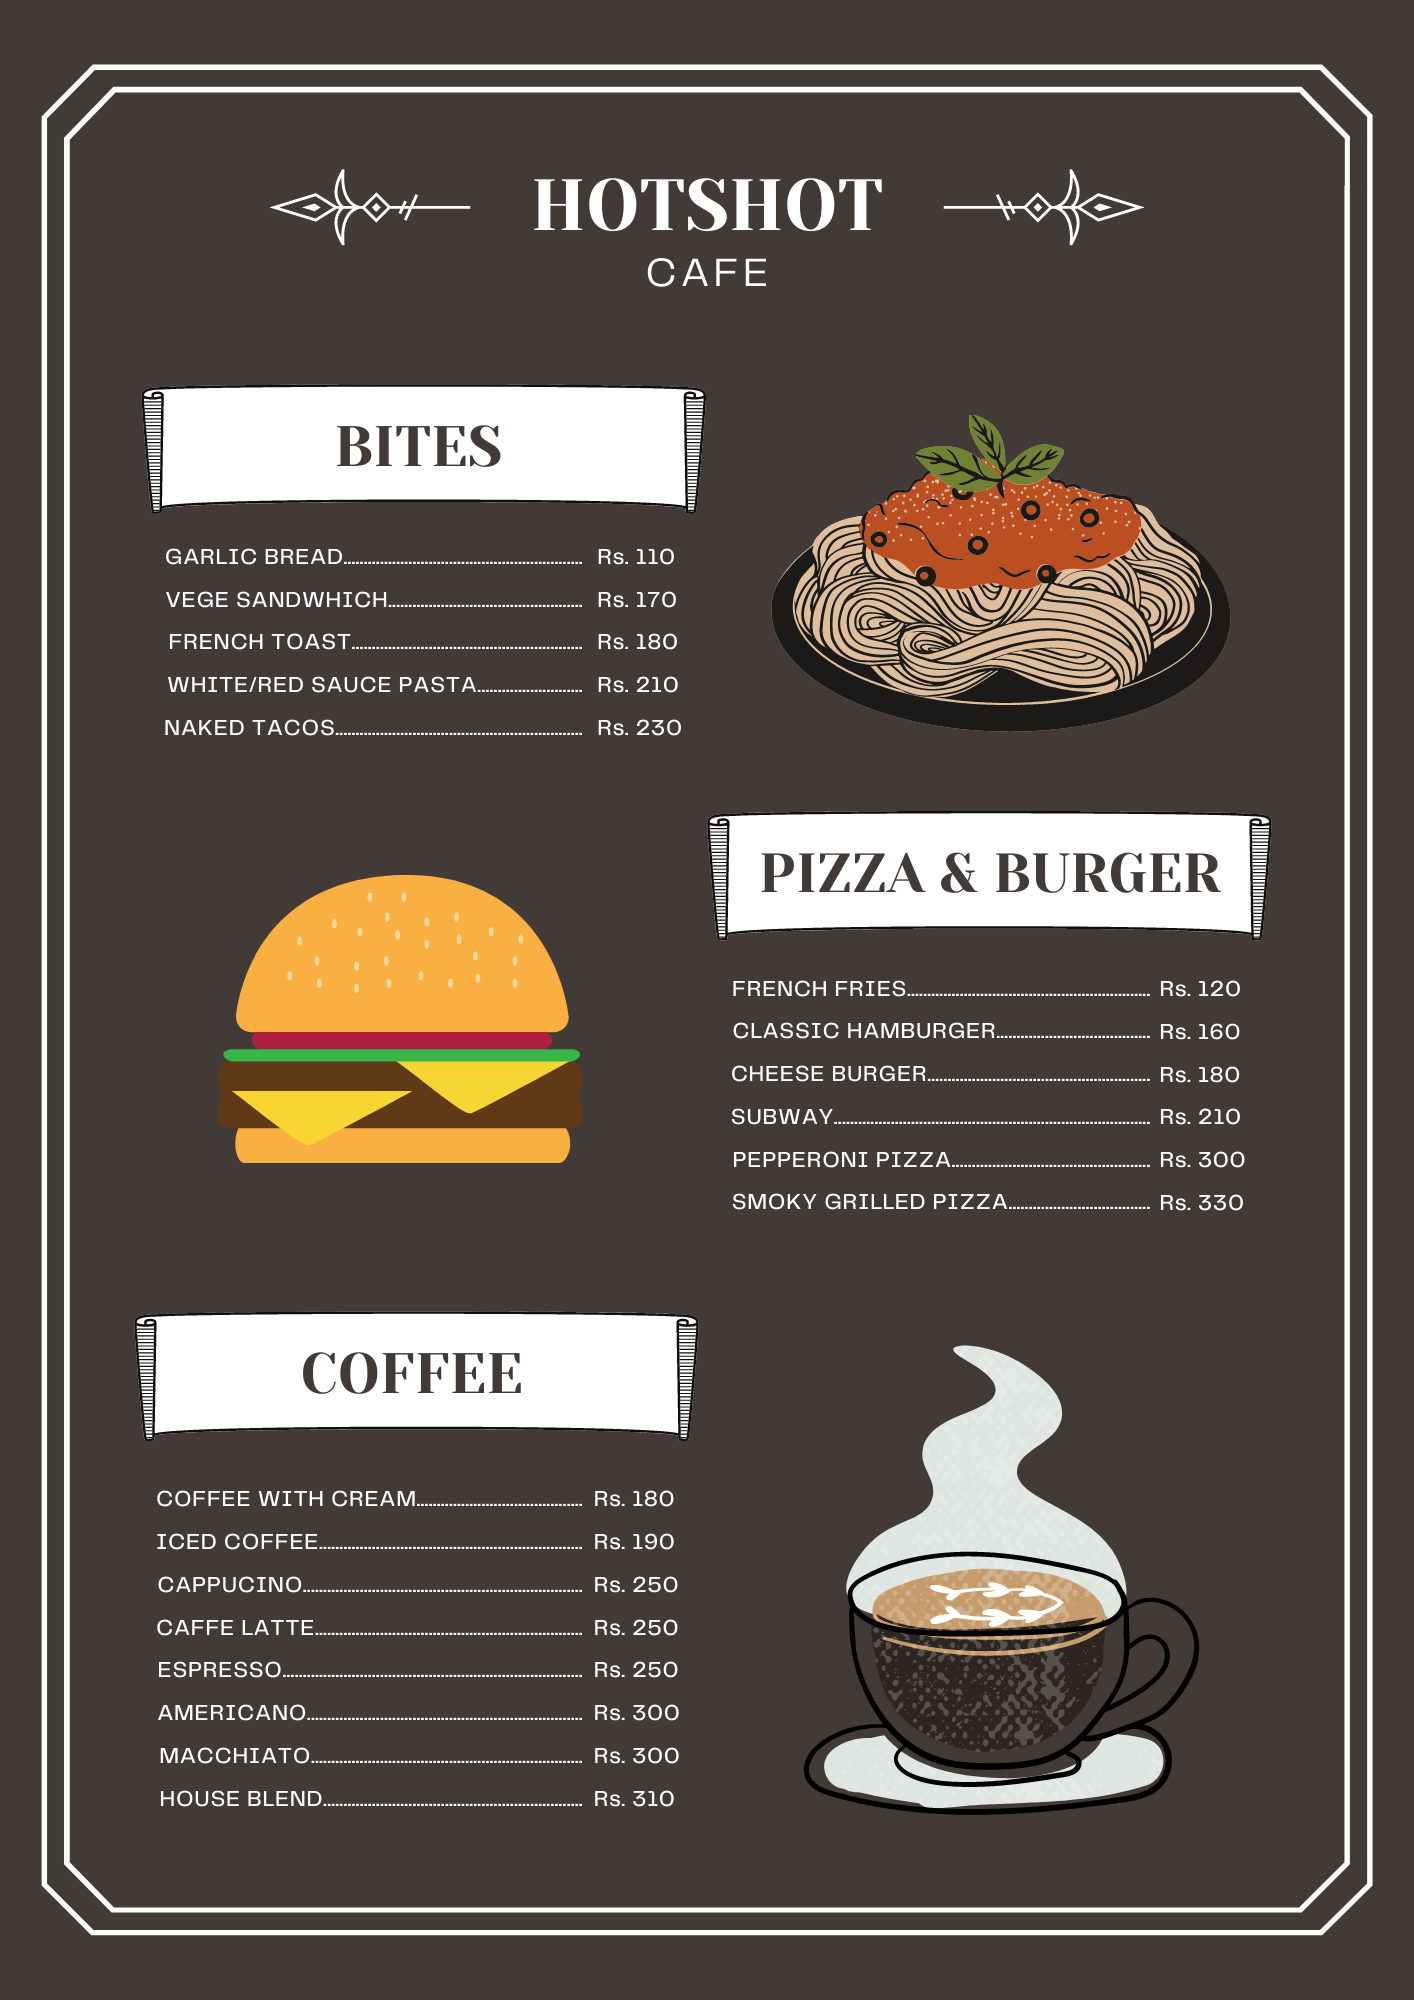 HOTSHOT
CAFE
BITES
GARLIC BREAD.......... Rs. 110
VEGE SANDWHICH.......... Rs. 170
FRENCH TOAST.......... Rs. 180
WHITE/RED SAUCE PASTA.......... Rs. 210
NAKED TACOS.......... Rs. 230
PIZZA & BURGER
FRENCH FRIES.......... Rs. 120
CLASSIC HAMBURGER.......... Rs. 160
CHEESE BURGER.......... Rs. 180
SUBWAY.......... Rs. 210
PEPPERONI PIZZA.......... Rs. 300
SMOKY GRILLED PIZZA.......... Rs. 330
COFFEE
COFFEE WITH CREAM.......... Rs. 180
ICED COFFEE.......... Rs. 190
CAPPUCINO.......... Rs. 250
CAFFE LATTE.......... Rs. 250
ESPRESSO.......... Rs. 250
AMERICANO.......... Rs. 300
MACCHIATO.......... Rs. 300
HOUSE BLEND.......... Rs. 310